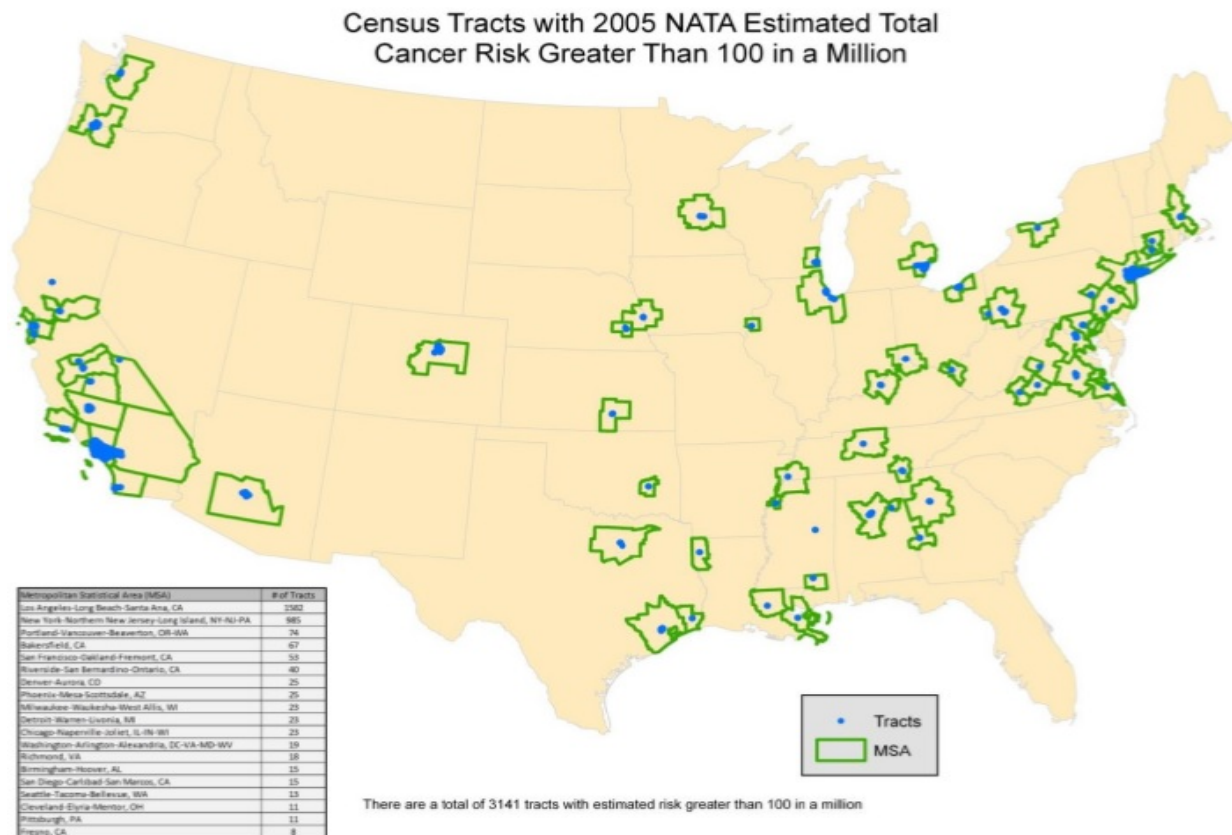 Census Tracts with 2005 NATA Estimated Total
Cancer Risk Greater Than 100 in a Million
Metropolitan Statistical Area (MSA) # of Tracts
Los Angeles-Long Beach-Santa Ana, CA 1582
New York-Northern New Jersey-Long Island, NY-NJ-PA 985
Portland-Vancouver-Beaverton, OR-WA 74
Bakersfield, CA 67
San Francisco-Oakland-Fremont, CA 53
Riverside-San Bernardino-Ontario, CA 40
Denver-Aurora, CO 25
Phoenix-Mesa-Scottsdale, AZ 25
Milwaukee-Waukesha-West Allis, WI 23
Detroit-Warren-Livonia, MI 23
Chicago-Naperville-Joliet, IL-IN-WI 23
Washington-Arlington-Alexandria, DC-VA-MD-WV 19
Richmond, VA 18
Birmingham-Hoover, AL 15
San Diego-Carlsbad-San Marcos, CA 15
Seattle-Tacoma-Bellevue, WA 13
Cleveland-Elyria-Mentor, OH 11
Pittsburgh, PA 11
Fresno, CA 8
Tracts
MSA
There are a total of 3141 tracts with estimated risk greater than 100 in a million